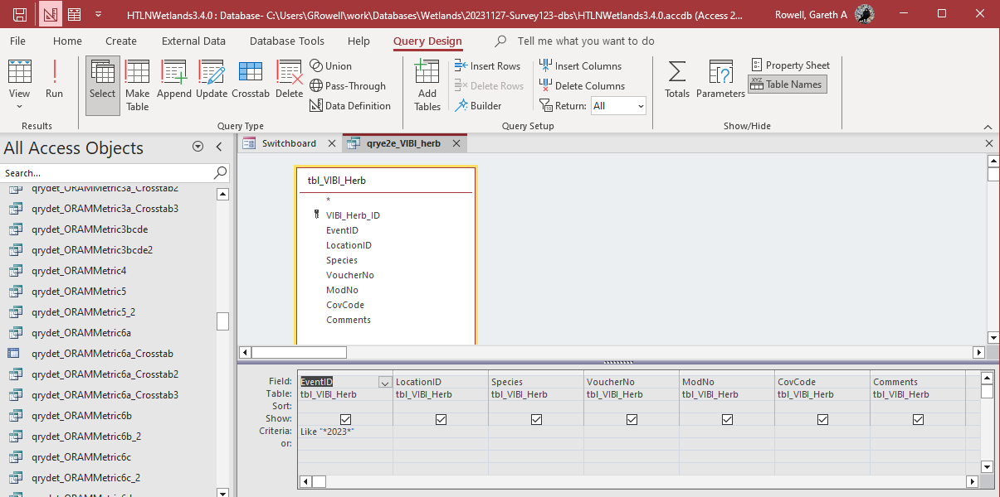 HTLNWetlands3.4.0 : Database- C:\Users\GRowell\work\Databases\Wetlands\20231127-Survey123-dbs\HTLNWetlands3.4.0.accdb (Access 2... Rowell, Gareth A
File Home Create External Data Database Tools Help Query Design Tell me what you want to do
View Run Select Make Table Append Update Crosstab Delete
Union
Pass-Through
Data Definition
Add Tables
Insert Rows
Delete Rows
Builder
Insert Columns
Delete Columns
Return: All
Totals Parameters
Property Sheet
Table Names
Results Query Type Query Setup Show/Hide
All Access Objects
Search...
qrydet_ORAMMetric3a_Crosstab2
qrydet_ORAMMetric3a_Crosstab3
qrydet_ORAMMetric3bcde
qrydet_ORAMMetric3bcde2
qrydet_ORAMMetric4
qrydet_ORAMMetric5
qrydet_ORAMMetric5_2
qrydet_ORAMMetric6a
qrydet_ORAMMetric6a_Crosstab
qrydet_ORAMMetric6a_Crosstab2
qrydet_ORAMMetric6a_Crosstab3
qrydet_ORAMMetric6b
qrydet_ORAMMetric6b_2
qrydet_ORAMMetric6c
qrydet_ORAMMetric6c_2
Switchboard qrye2e_VIBI_herb
tbl_VIBI_Herb
*
VIBI_Herb_ID
EventID
LocationID
Species
VoucherNo
ModNo
CovCode
Comments
Field: EventID LocationID Species VoucherNo ModNo CovCode Comments
Table: tbl_VIBI_Herb tbl_VIBI_Herb tbl_VIBI_Herb tbl_VIBI_Herb tbl_VIBI_Herb tbl_VIBI_Herb tbl_VIBI_Herb
Sort:
Show:
Criteria: Like "*2023*"
or: